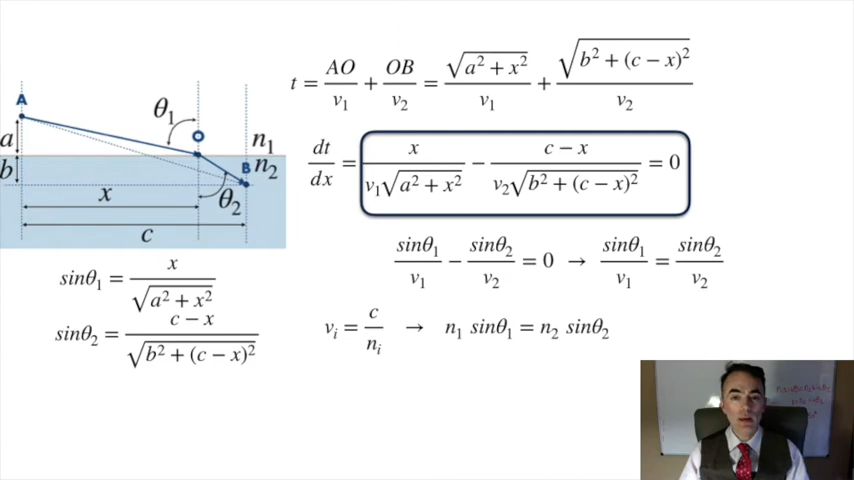 t = AO/v₁ + OB/v₂ = √(a² + x²)/v₁ + √(b² + (c − x)²)/v₂
A
θ₁
O
a
n₁
dt/dx = x/(v₁√(a² + x²)) − (c − x)/(v₂√(b² + (c − x)²)) = 0
b
B
n₂
x
θ₂
c
sinθ₁/v₁ − sinθ₂/v₂ = 0 → sinθ₁/v₁ = sinθ₂/v₂
sinθ₁ = x/√(a² + x²)
sinθ₂ = (c − x)/√(b² + (c − x)²)
vᵢ = c/nᵢ → n₁ sinθ₁ = n₂ sinθ₂